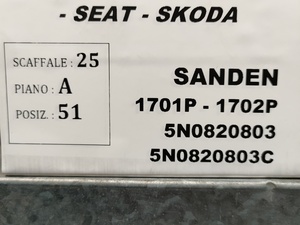 - SEAT - SKODA
SCAFFALE: 25
PIANO: A
POSIZ.: 51
SANDEN
1701P - 1702P
5N0820803
5N0820803C